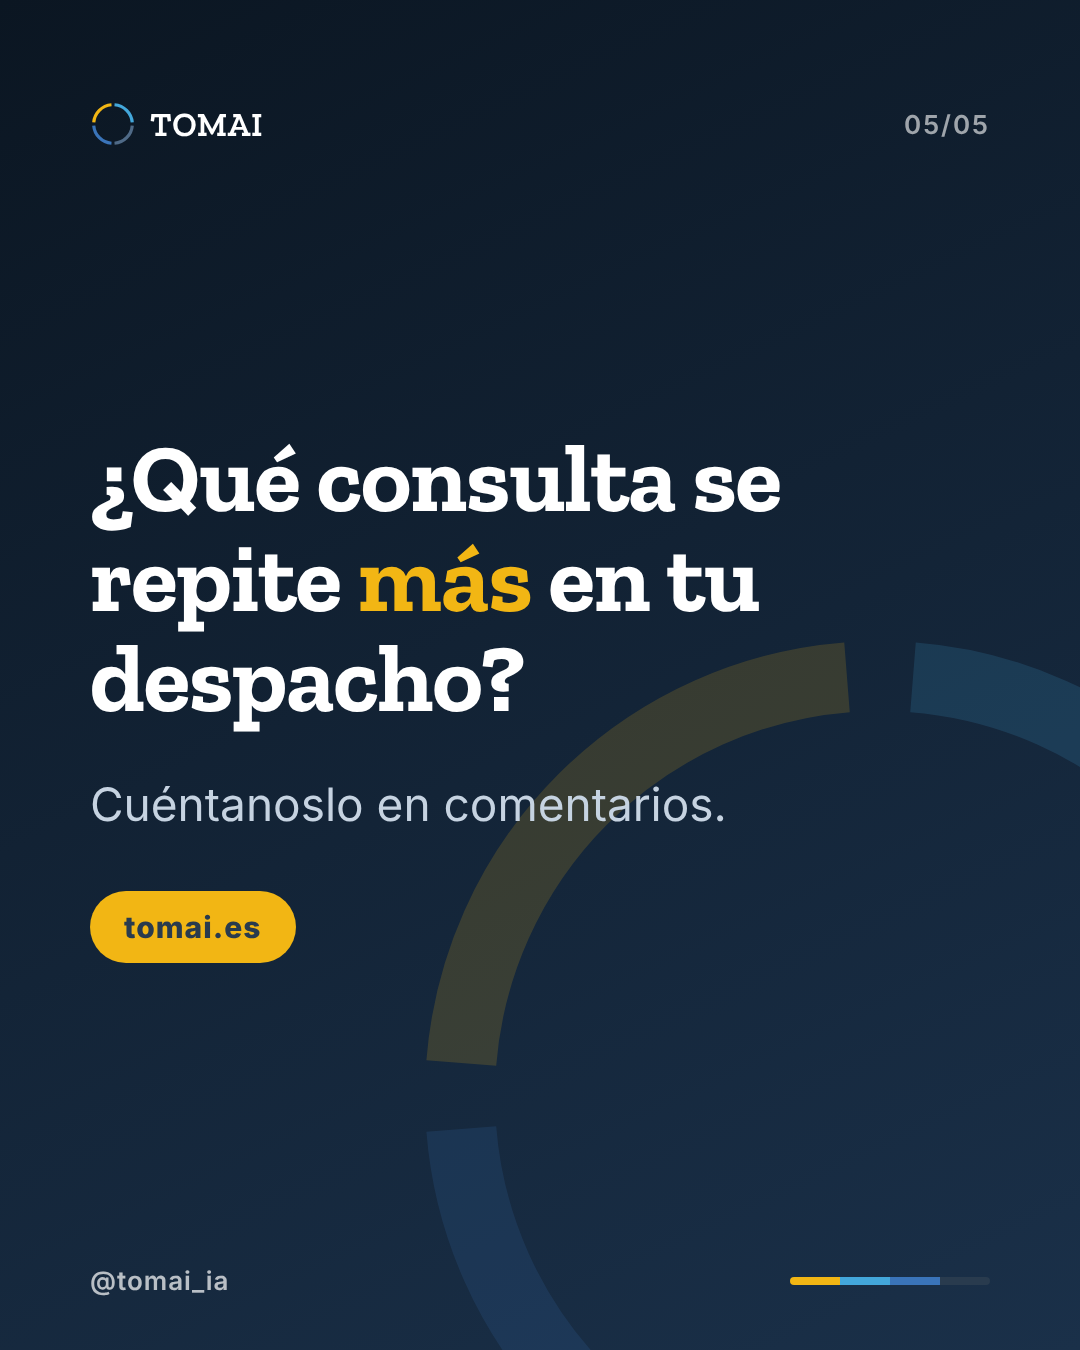 TOMAI
05/05
¿Qué consulta se
repite más en tu
despacho?
Cuéntanoslo en comentarios.
tomai.es
@tomai_ia